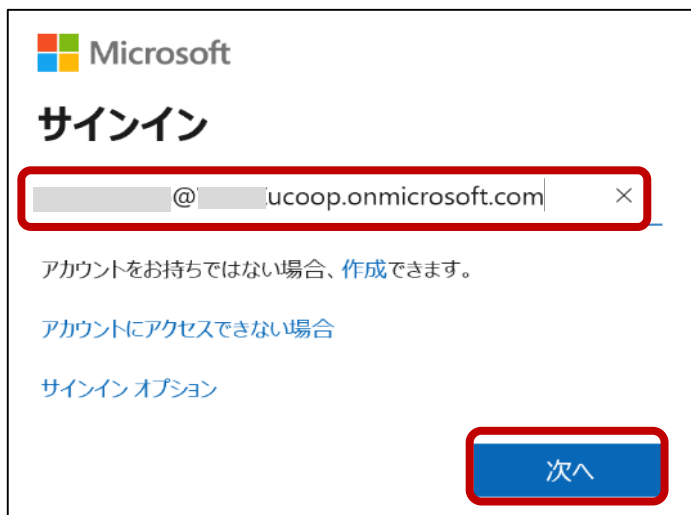 Microsoft
サインイン
@ ucoop.onmicrosoft.com ×
アカウントをお持ちではない場合、作成できます。
アカウントにアクセスできない場合
サインイン オプション
次へ